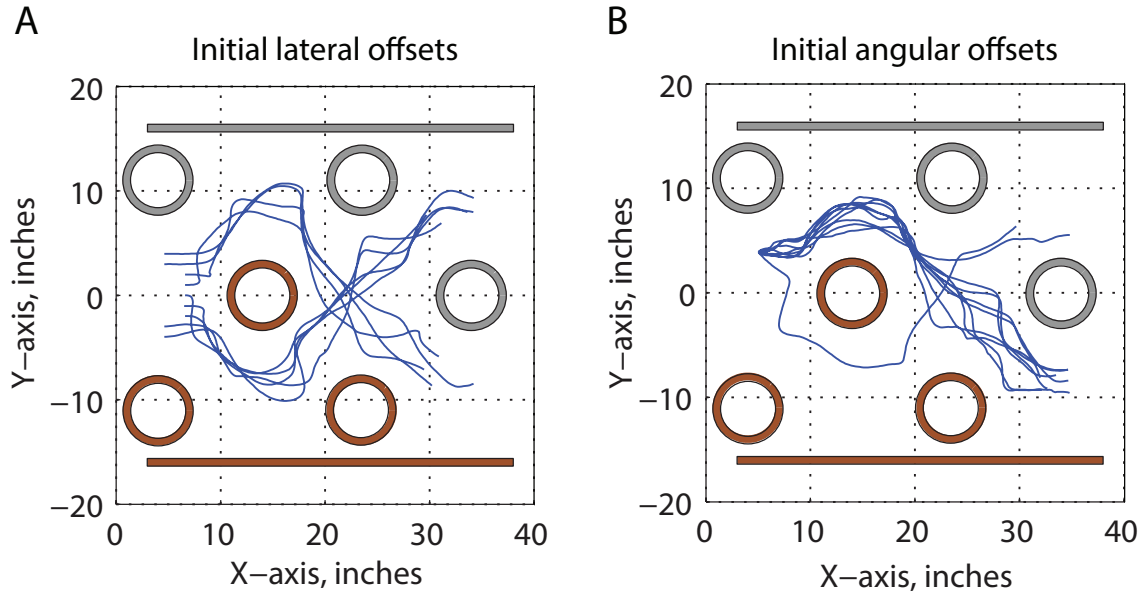 A
Initial lateral offsets
20
10
0
−10
−20
0
10
20
30
40
Y−axis, inches
X−axis, inches
B
Initial angular offsets
20
10
0
−10
−20
0
10
20
30
40
Y−axis, inches
X−axis, inches